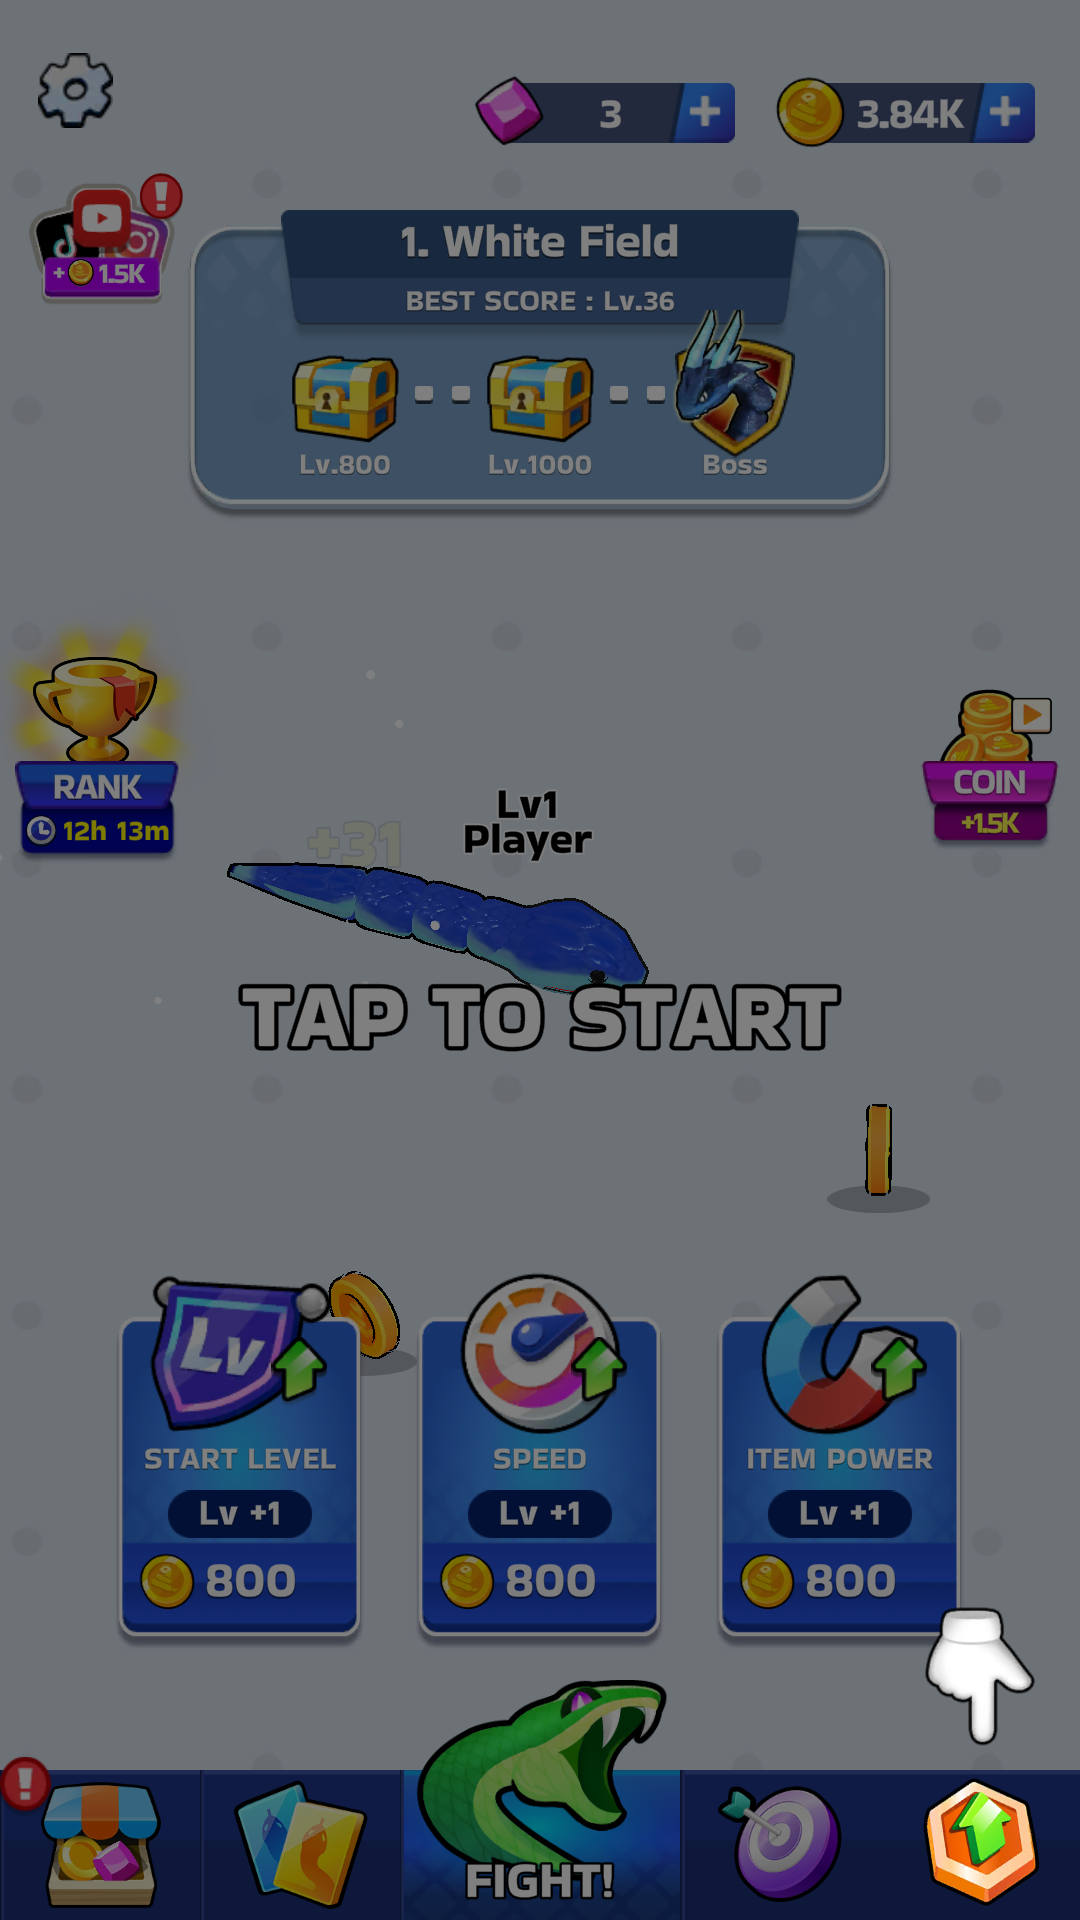 3
3.84K
+ 1.5K
1. White Field
BEST SCORE : Lv.36
Lv.800
Lv.1000
Boss
RANK
12h 13m
COIN
+1.5K
+31
Lv1
Player
TAP TO START
Lv
START LEVEL
Lv +1
800
SPEED
Lv +1
800
ITEM POWER
Lv +1
800
FIGHT!